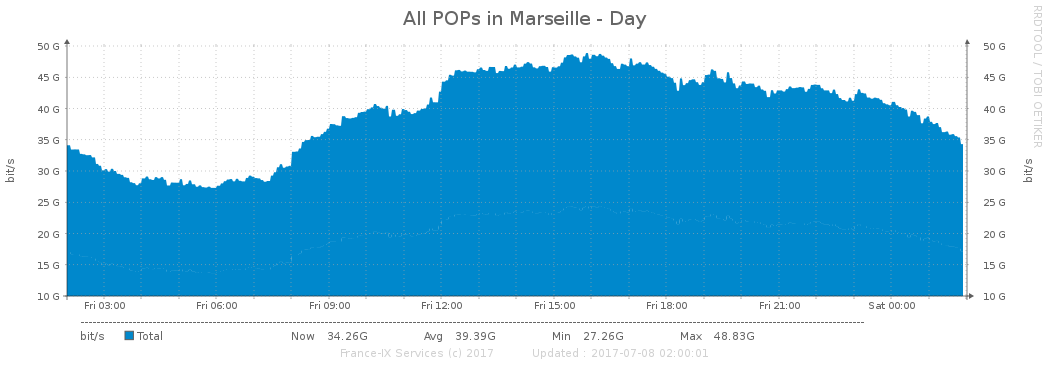 All POPs in Marseille - Day
RRDTOOL / TOBI OETIKER
bit/s
50 G 50 G
45 G 45 G
40 G 40 G
35 G 35 G
30 G 30 G
25 G 25 G
20 G 20 G
15 G 15 G
10 G 10 G
bit/s
Fri 03:00 Fri 06:00 Fri 09:00 Fri 12:00 Fri 15:00 Fri 18:00 Fri 21:00 Sat 00:00
bit/s Total Now 34.26G Avg 39.39G Min 27.26G Max 48.83G
France-IX Services (c) 2017 Updated : 2017-07-08 02:00:01